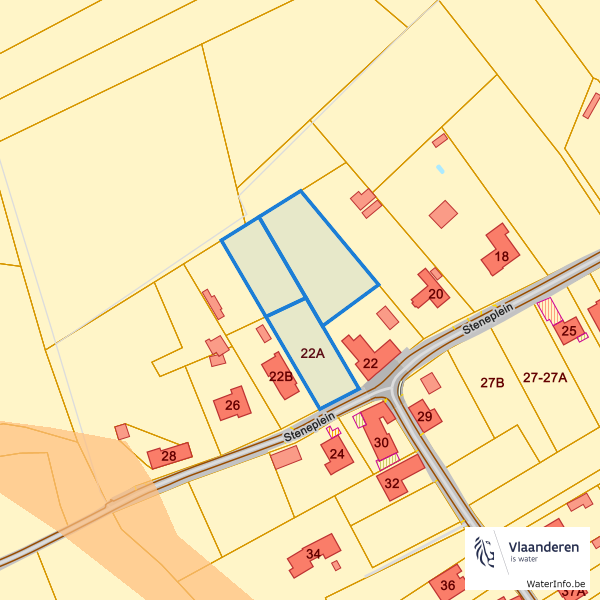 18
20
Steneplein
25
22A
22
22B
27B
27-27A
26
29
Steneplein
30
24
28
32
34
36
37A
Vlaanderen
is water
WaterInfo.be